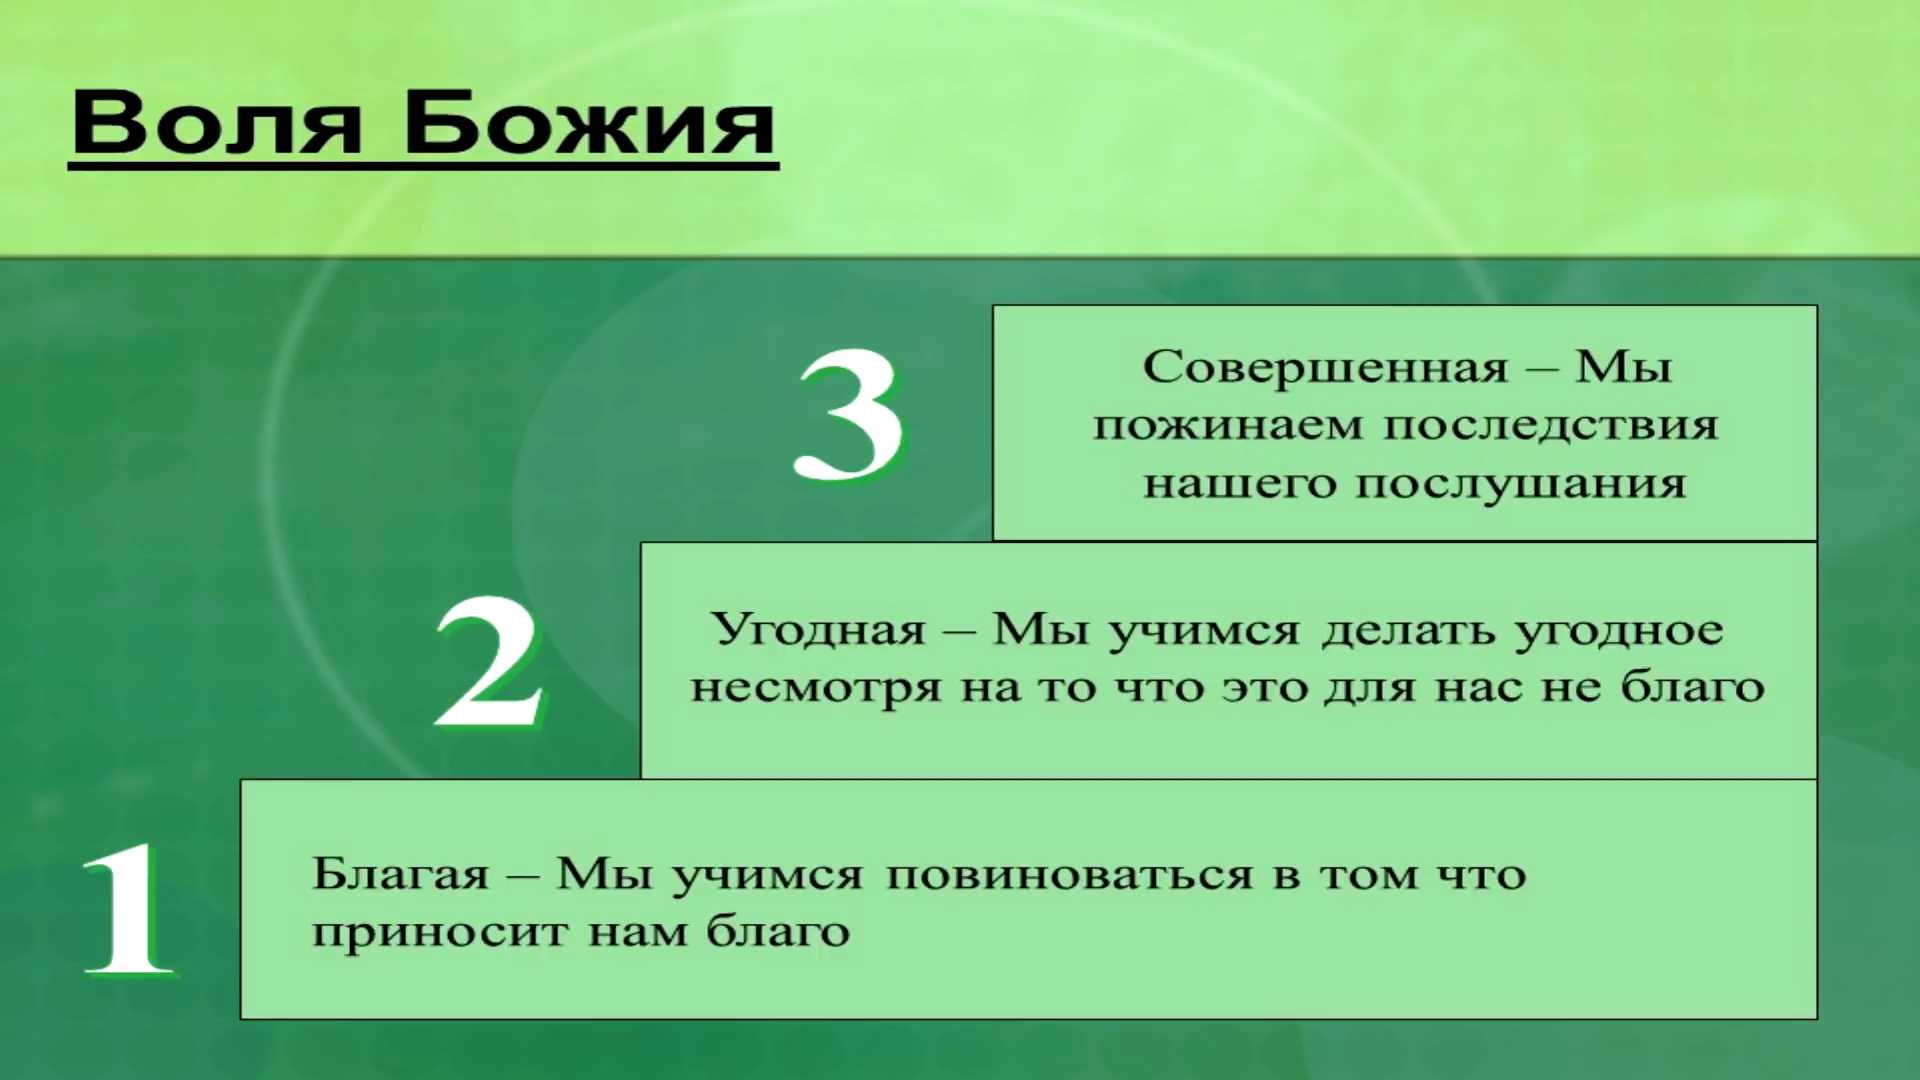 Воля Божия
3
Совершенная – Мы
пожинаем последствия
нашего послушания
2
Угодная – Мы учимся делать угодное
несмотря на то что это для нас не благо
1
Благая – Мы учимся повиноваться в том что
приносит нам благо